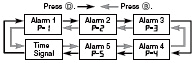 Press Ⓓ. Press Ⓑ.
Alarm 1 Alarm 2 Alarm 3
P-1 P-2 P-3
Time Alarm 5 Alarm 4
Signal P-5 P-4